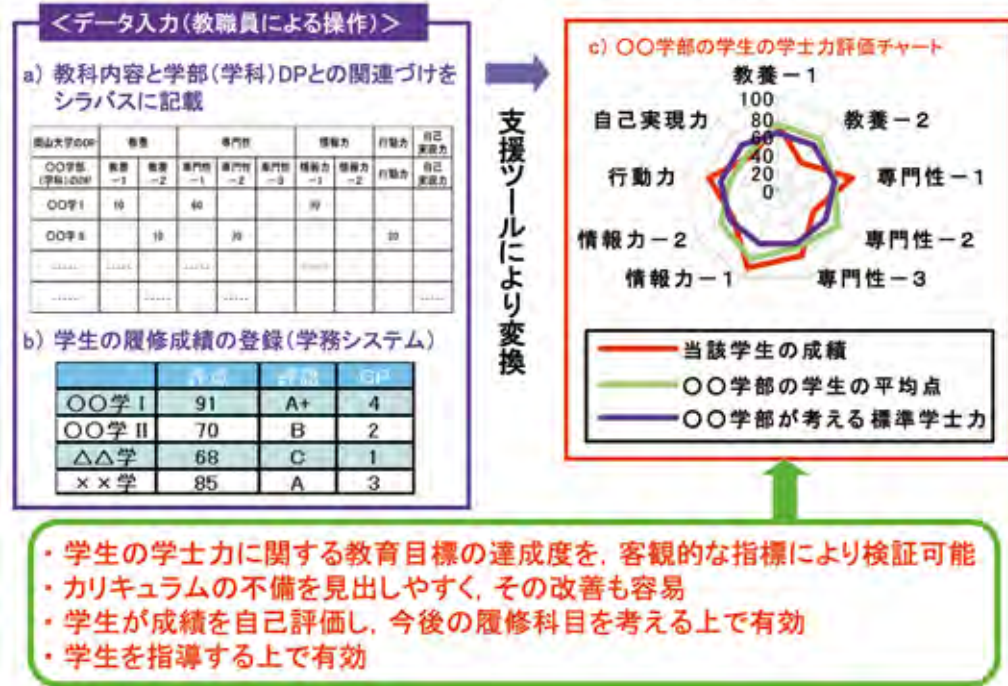 ＜データ入力(教職員による操作)＞
a) 教科内容と学部(学科)DPとの関連づけを
シラバスに記載
岡山大学のDP 教養 専門性 情報力 行動力 自己実現力
〇〇学部(学科)のDP 教養－1 教養－2 専門性－1 専門性－2 専門性－3 情報力－1 情報力－2 行動力 自己実現力
〇〇学Ⅰ 10 60
〇〇学Ⅱ 10
b) 学生の履修成績の登録(学務システム)
GP
〇〇学Ⅰ 91 A+ 4
〇〇学Ⅱ 70 B 2
△△学 68 C 1
××学 85 A 3
支援ツールにより変換
c) 〇〇学部の学生の学士力評価チャート
教養－1
教養－2
専門性－1
専門性－2
専門性－3
情報力－1
情報力－2
行動力
自己実現力
100
80
60
40
20
0
当該学生の成績
〇〇学部の学生の平均点
〇〇学部が考える標準学士力
・学生の学士力に関する教育目標の達成度を，客観的な指標により検証可能
・カリキュラムの不備を見出しやすく，その改善も容易
・学生が成績を自己評価し，今後の履修科目を考える上で有効
・学生を指導する上で有効